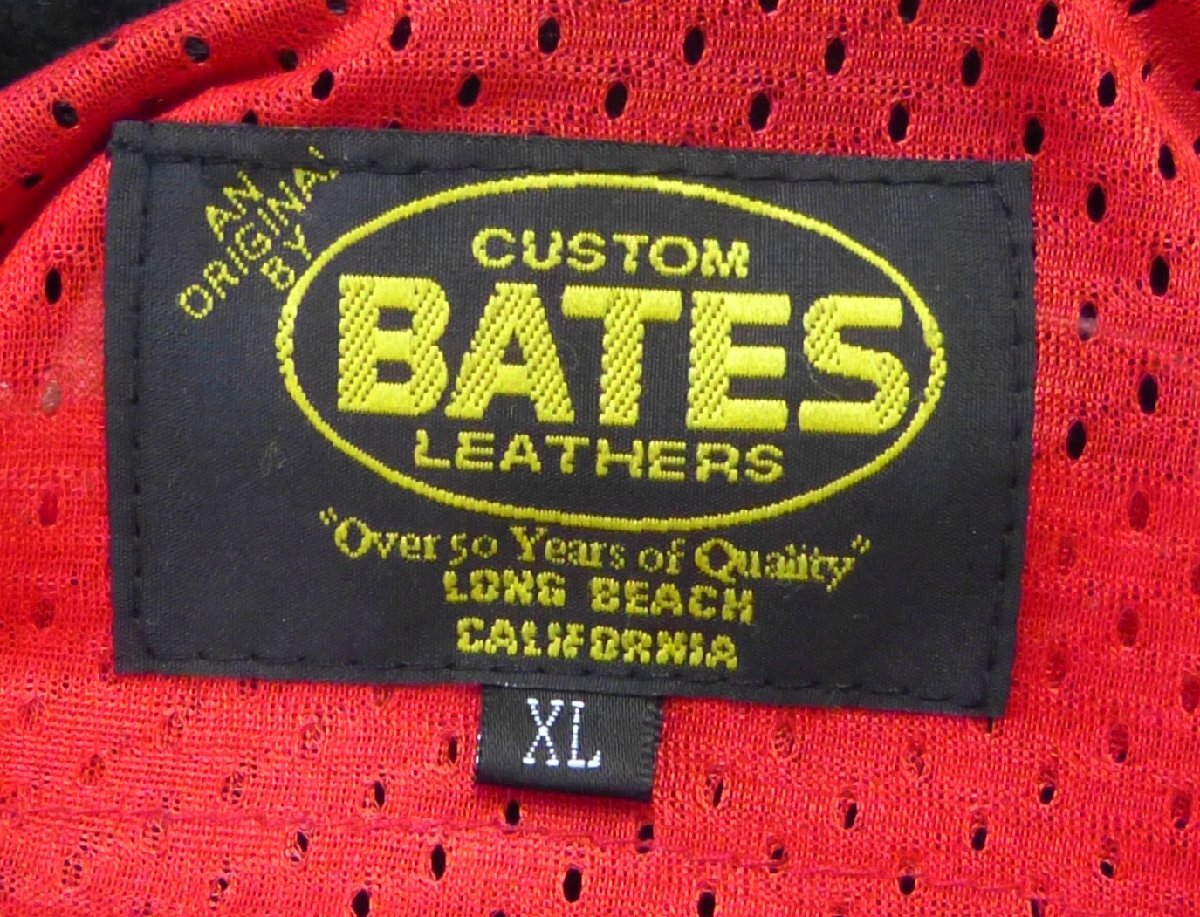 AN
ORIGINAL
BY
CUSTOM
BATES
LEATHERS
"Over 50 Years of Quality"
LONG BEACH
CALIFORNIA
XL